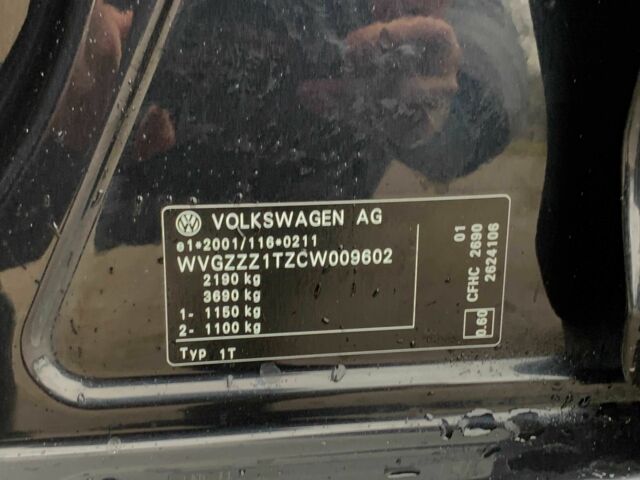 VOLKSWAGEN AG
e1*2001/116*0211
WVGZZZ1TZCW009602
2190 kg
3690 kg
1- 1150 kg
2- 1100 kg
Typ 1T
01
CFHC 2690
2624106
0.60